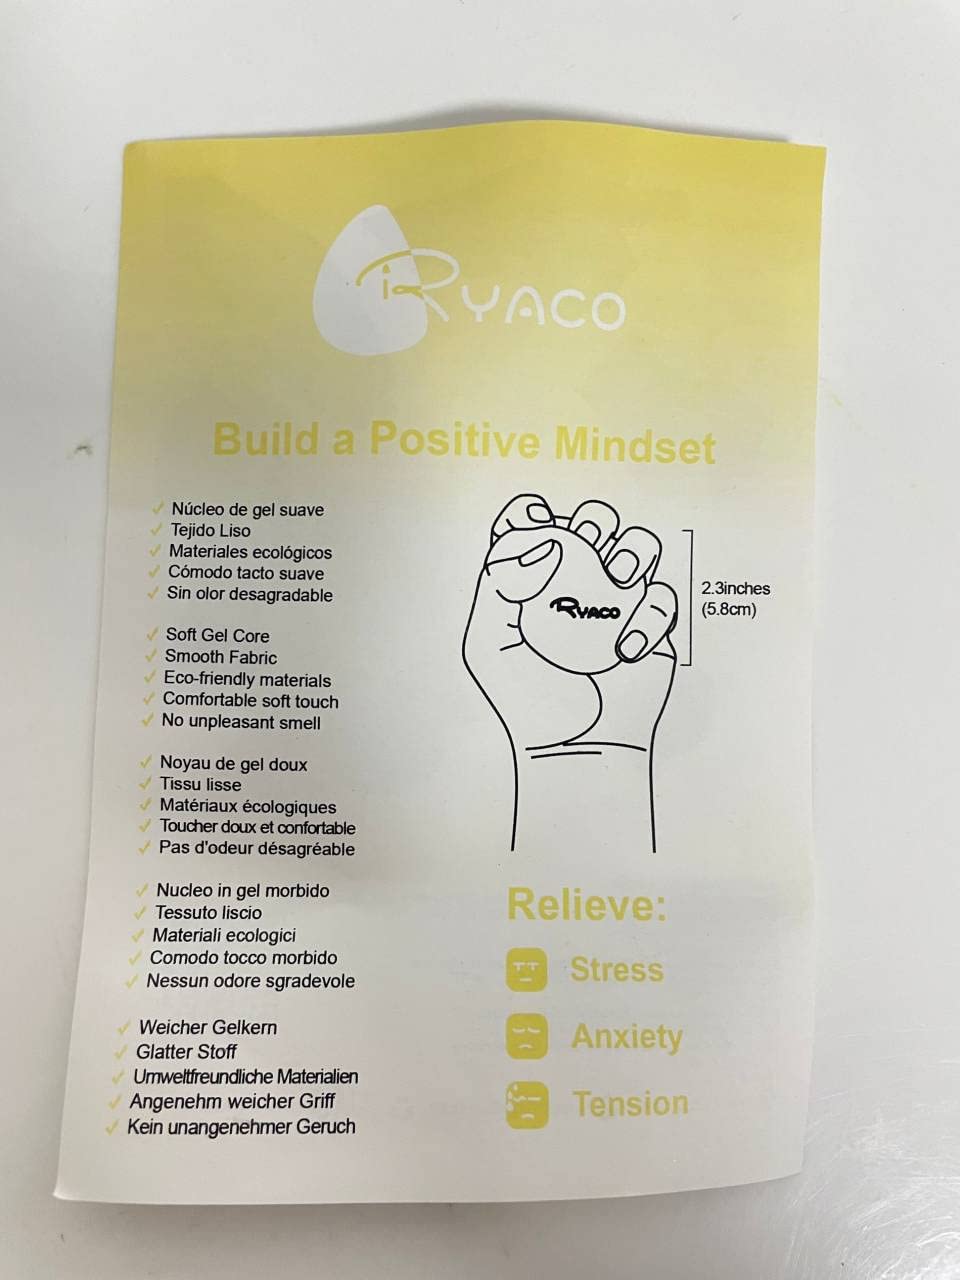 RYACO
Build a Positive Mindset
Núcleo de gel suave
Tejido Liso
Materiales ecológicos
Cómodo tacto suave
Sin olor desagradable
Soft Gel Core
Smooth Fabric
Eco-friendly materials
Comfortable soft touch
No unpleasant smell
Noyau de gel doux
Tissu lisse
Matériaux écologiques
Toucher doux et confortable
Pas d'odeur désagréable
Nucleo in gel morbido
Tessuto liscio
Materiali ecologici
Comodo tocco morbido
Nessun odore sgradevole
Weicher Gelkern
Glatter Stoff
Umweltfreundliche Materialien
Angenehm weicher Griff
Kein unangenehmer Geruch
RYACO
2.3inches
(5.8cm)
Relieve:
Stress
Anxiety
Tension